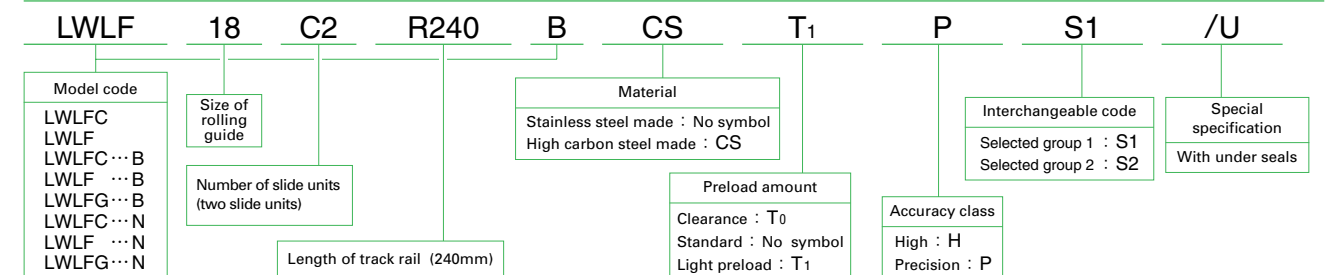 LWLF 18 C2 R240 B CS T1 P S1 /U
Model code
LWLFC
LWLF
LWLFC…B
LWLF …B
LWLFG…B
LWLFC…N
LWLF …N
LWLFG…N
Size of
rolling
guide
Number of slide units
(two slide units)
Length of track rail (240mm)
Material
Stainless steel made : No symbol
High carbon steel made : CS
Preload amount
Clearance : T0
Standard : No symbol
Light preload : T1
Accuracy class
High : H
Precision : P
Interchangeable code
Selected group 1 : S1
Selected group 2 : S2
Special
specification
With under seals